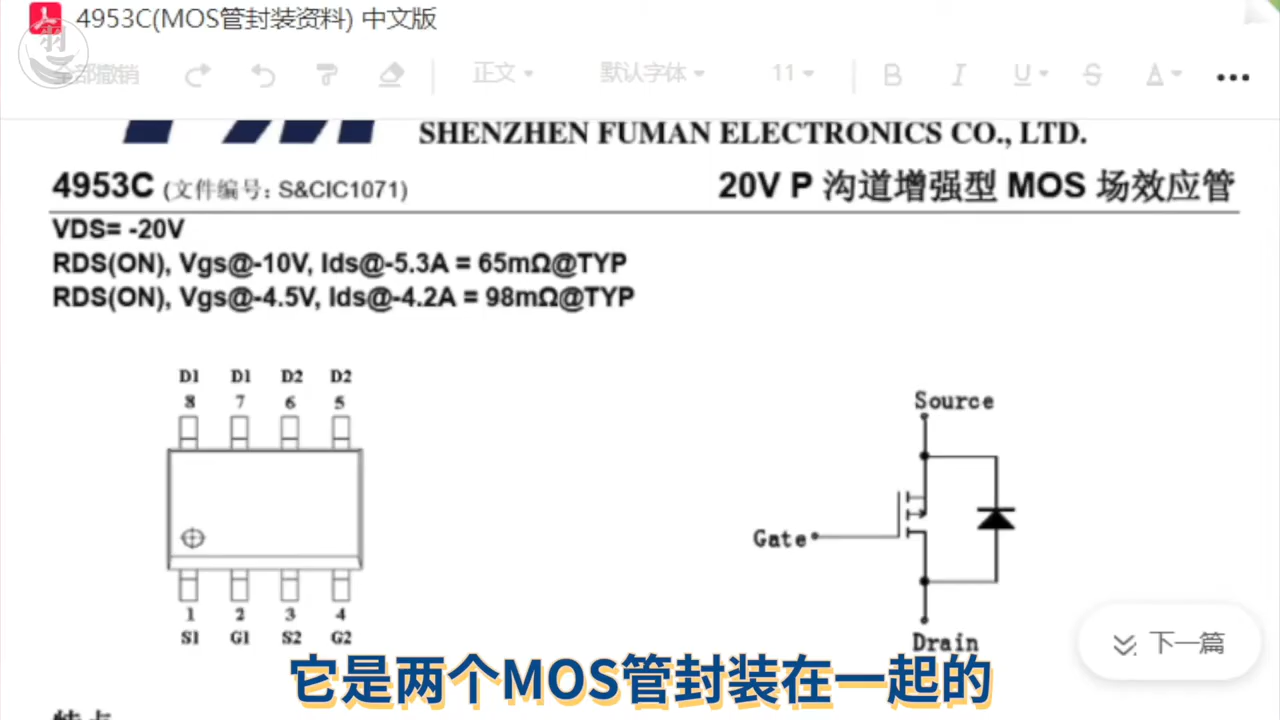 4953C(MOS管封装资料) 中文版
全部撤销 正文 默认字体 11 B I U S A
SHENZHEN FUMAN ELECTRONICS CO., LTD.
4953C (文件编号: S&CIC1071) 20V P 沟道增强型 MOS 场效应管
VDS= -20V
RDS(ON), Vgs@-10V, Ids@-5.3A = 65mΩ@TYP
RDS(ON), Vgs@-4.5V, Ids@-4.2A = 98mΩ@TYP
D1 D1 D2 D2
8 7 6 5
Source
Gate
1 2 3 4
S1 G1 S2 G2
Drain
下一篇
它是两个MOS管封装在一起的